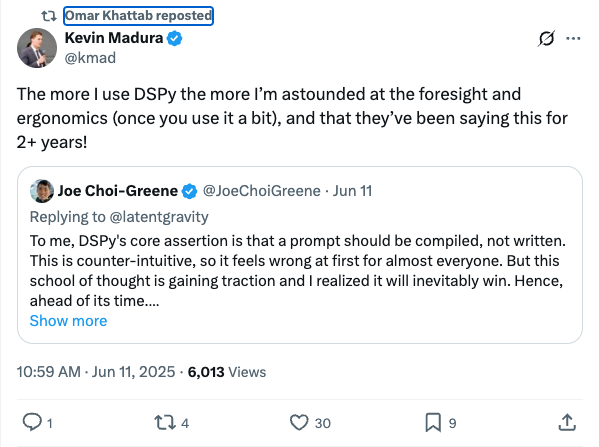 Omar Khattab reposted
Kevin Madura
@kmad
The more I use DSPy the more I’m astounded at the foresight and
ergonomics (once you use it a bit), and that they’ve been saying this for
2+ years!
Joe Choi-Greene @JoeChoiGreene · Jun 11
Replying to @latentgravity
To me, DSPy's core assertion is that a prompt should be compiled, not written.
This is counter-intuitive, so it feels wrong at first for almost everyone. But this
school of thought is gaining traction and I realized it will inevitably win. Hence,
ahead of its time....
Show more
10:59 AM · Jun 11, 2025 · 6,013 Views
1 4 30 9